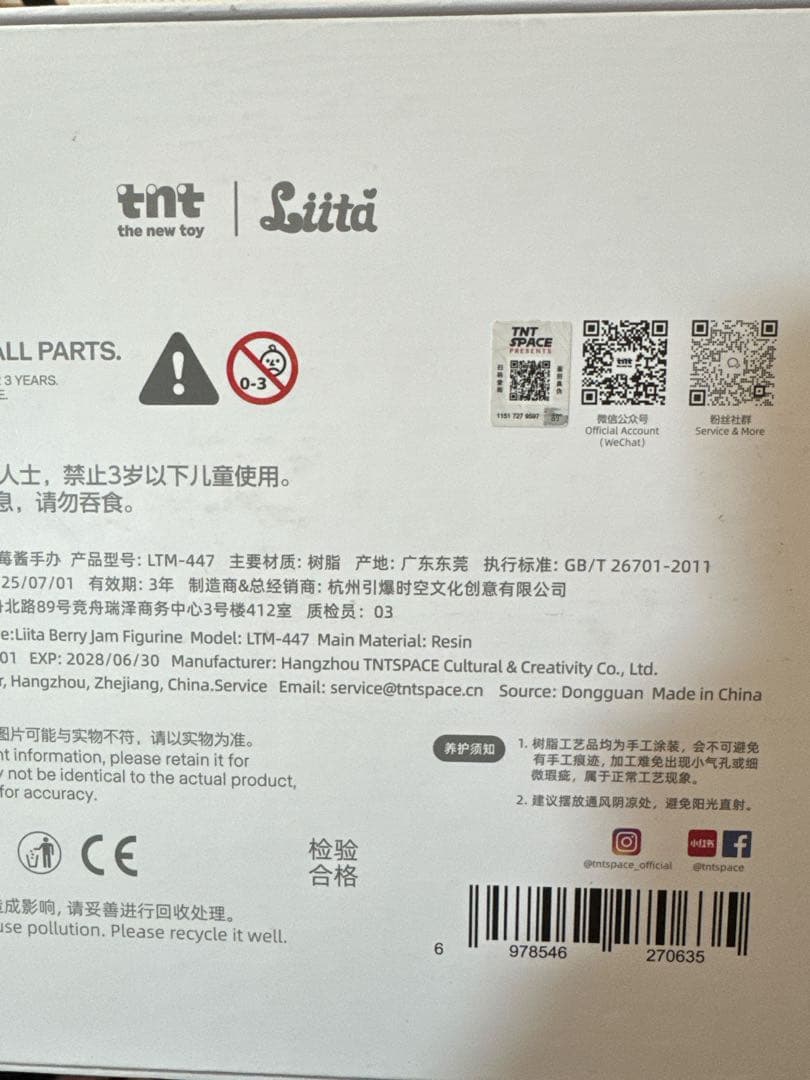 tnt
the new toy
Liita
ALL PARTS.
3 YEARS.
E.
0-3
TNT
SPACE
PRESENTS
1151 727 9597
tnt
微信公众号
Official Account
(WeChat)
粉丝社群
Service & More
人士，禁止3岁以下儿童使用。
息，请勿吞食。
莓酱手办 产品型号: LTM-447 主要材质: 树脂 产地: 广东东莞 执行标准: GB/T 26701-2011
25/07/01 有效期: 3年 制造商&总经销商: 杭州引爆时空文化创意有限公司
舟北路89号竞舟瑞泽商务中心3号楼412室 质检员: 03
e:Liita Berry Jam Figurine Model: LTM-447 Main Material: Resin
01 EXP: 2028/06/30 Manufacturer: Hangzhou TNTSPACE Cultural & Creativity Co., Ltd.
r, Hangzhou, Zhejiang, China.Service Email: service@tntspace.cn Source: Dongguan Made in China
图片可能与实物不符，请以实物为准。
nt information, please retain it for
y not be identical to the actual product,
for accuracy.
养护须知
1. 树脂工艺品均为手工涂装，会不可避免
有手工痕迹，加工难免出现小气孔或细
微瑕疵，属于正常工艺现象。
2. 建议摆放通风阴凉处，避免阳光直射。
CE
检验
合格
小红书
@tntspace_official
@tntspace
造成影响, 请妥善进行回收处理。
use pollution. Please recycle it well.
6 978546 270635